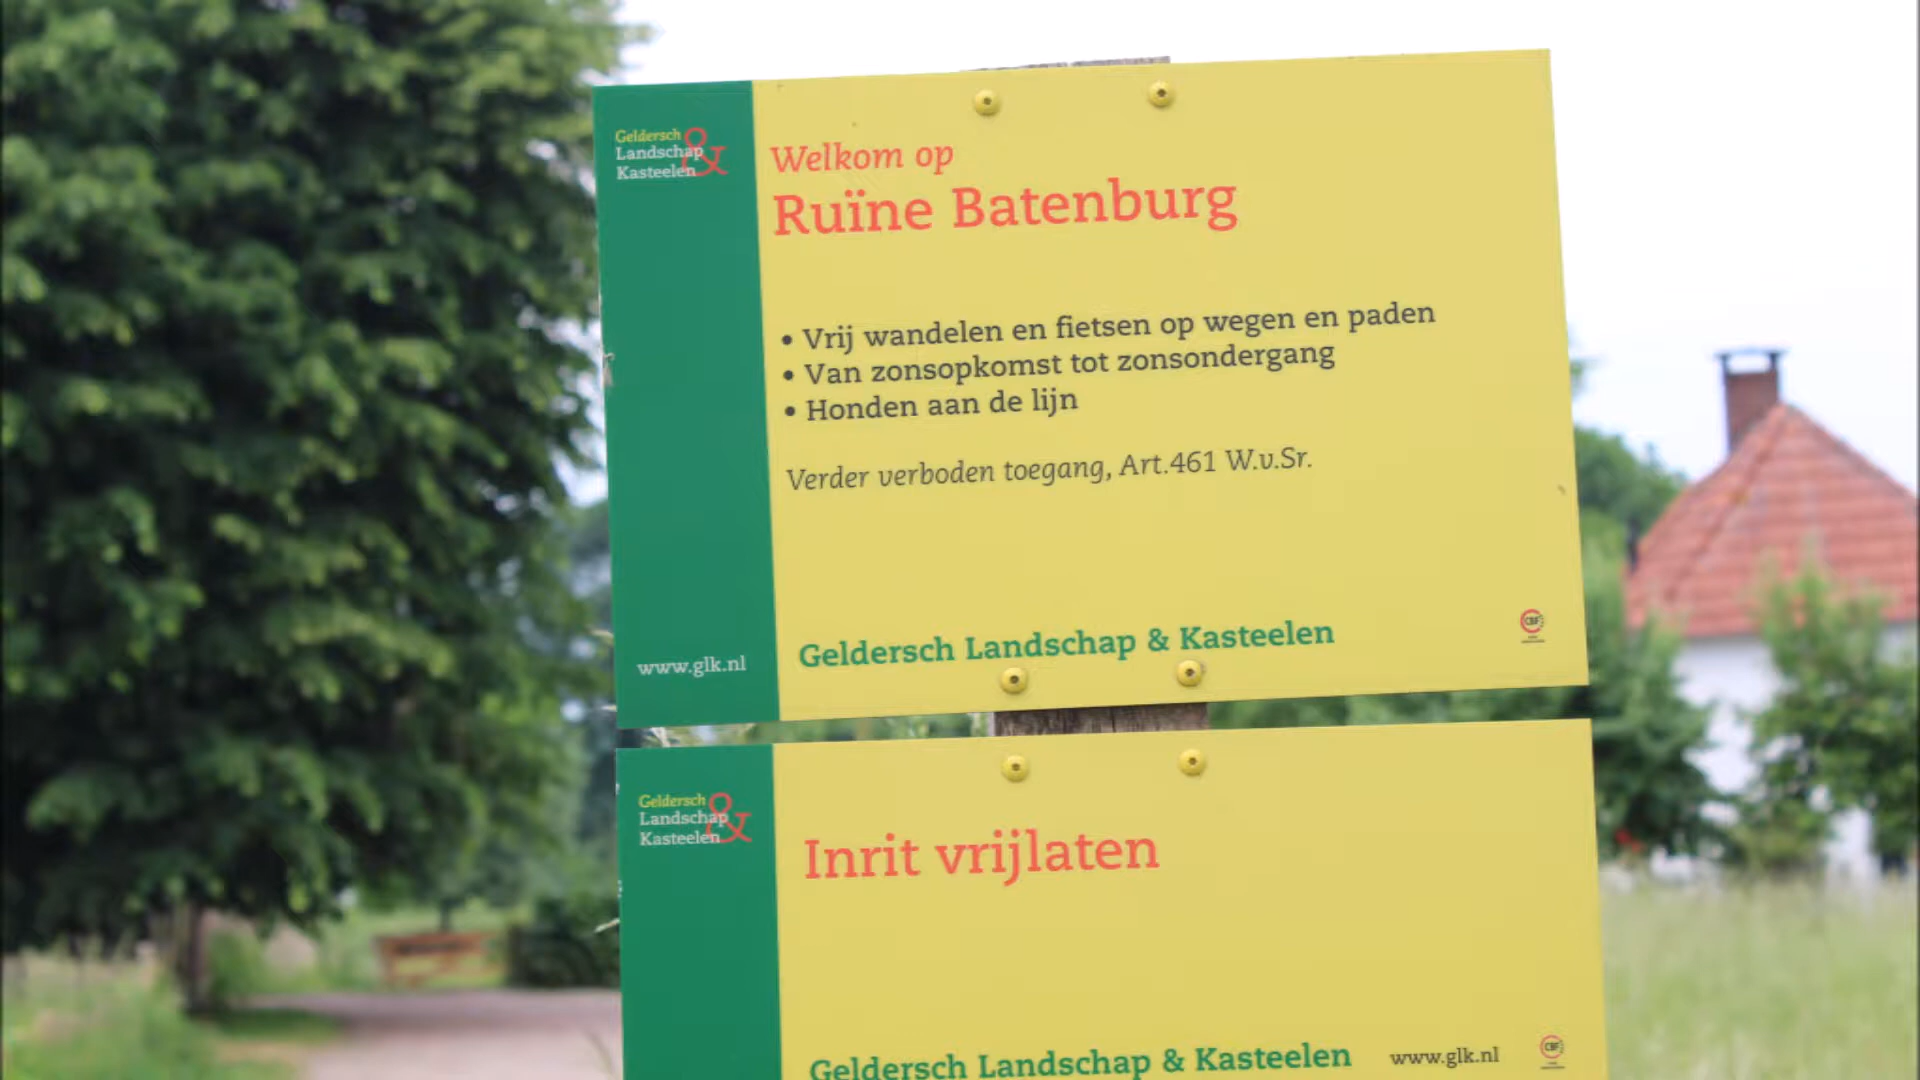 Geldersch
Landschap &
Kasteelen
Welkom op
Ruïne Batenburg
• Vrij wandelen en fietsen op wegen en paden
• Van zonsopkomst tot zonsondergang
• Honden aan de lijn
Verder verboden toegang, Art.461 W.v.Sr.
www.glk.nl
Geldersch Landschap & Kasteelen
CBF
Geldersch
Landschap &
Kasteelen
Inrit vrijlaten
Geldersch Landschap & Kasteelen
www.glk.nl
CBF